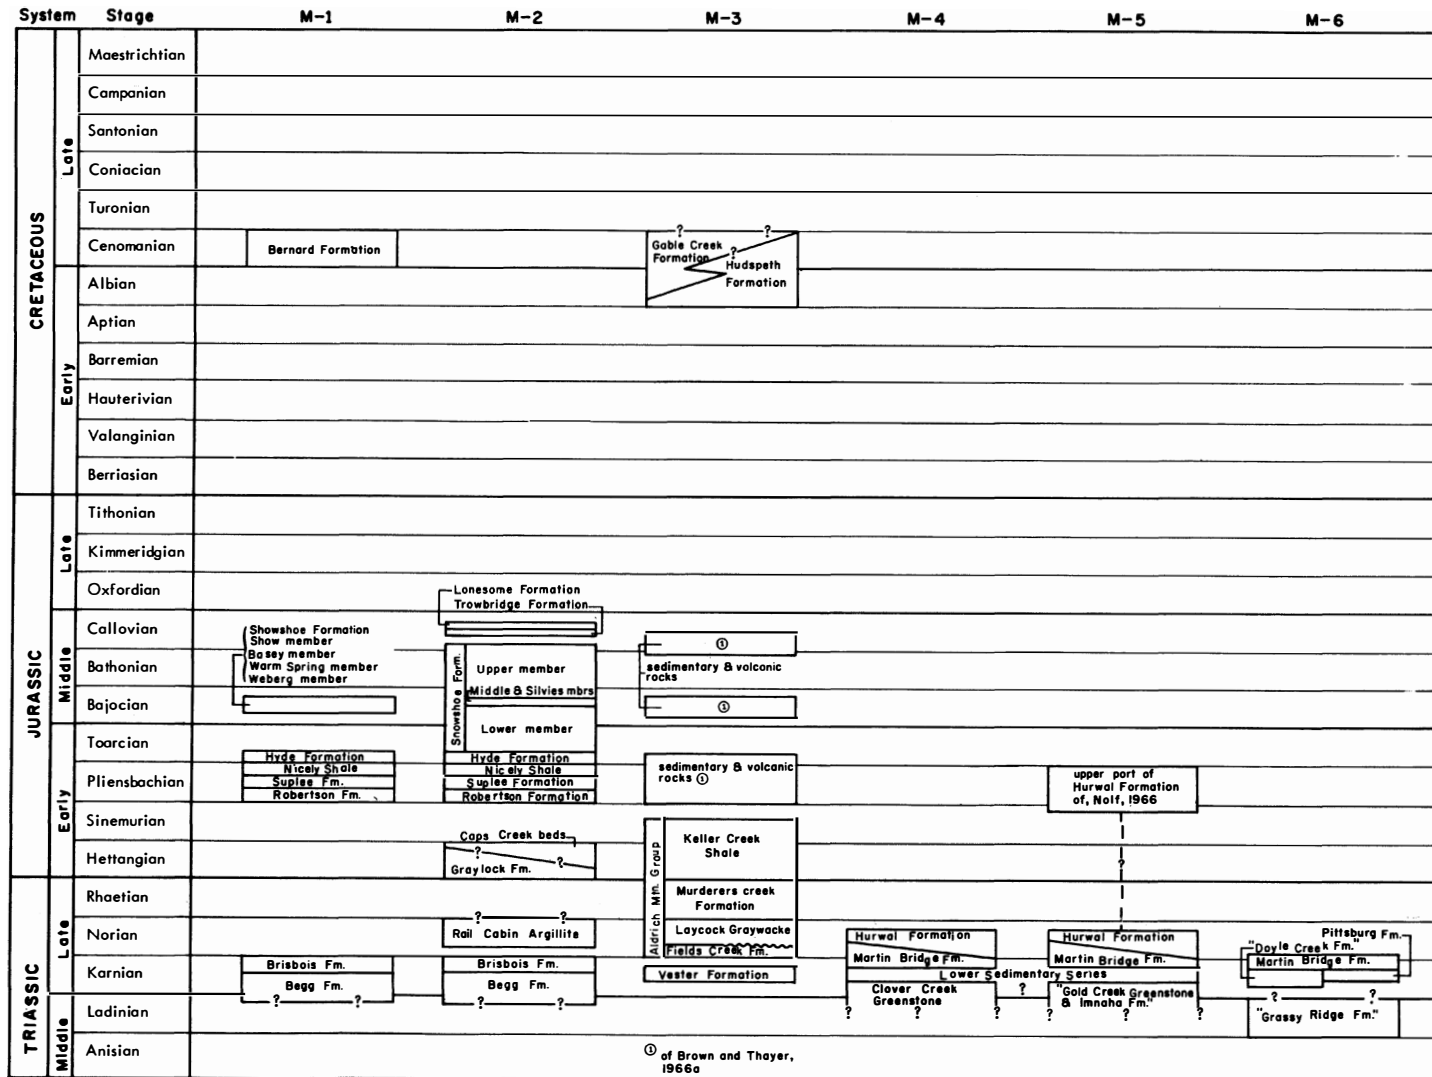 System Stage M-1 M-2 M-3 M-4 M-5 M-6
CRETACEOUS
Late
Maestrichtian
Campanian
Santonian
Coniacian
Turonian
Cenomanian
Early
Albian
Aptian
Barremian
Hauterivian
Valanginian
Berriasian
JURASSIC
Late
Tithonian
Kimmeridgian
Oxfordian
Middle
Callovian
Bathonian
Bajocian
Early
Toarcian
Pliensbachian
Sinemurian
Hettangian
TRIASSIC
Late
Rhaetian
Norian
Karnian
Middle
Ladinian
Anisian
Bernard Formation
Showshoe Formation
Show member
Basey member
Warm Spring member
Weberg member
Hyde Formation
Nicely Shale
Suplee Fm.
Robertson Fm.
Brisbois Fm.
Begg Fm.
? ?
Lonesome Formation
Trowbridge Formation
Snowshoe Form.
Upper member
Middle & Silvies mbrs
Lower member
Hyde Formation
Nicely Shale
Suplee Formation
Robertson Formation
Caps Creek beds
? ?
Graylock Fm.
? ?
Rail Cabin Argillite
Brisbois Fm.
Begg Fm.
? ?
? ?
Gable Creek
Formation
?
Hudspeth
Formation
①
sedimentary & volconic
rocks
①
sedimentary & volcanic
rocks ①
Aldrich Mtn. Group
Keller Creek
Shale
Murderers creek
Formation
Laycock Graywacke
Fields Creek Fm.
Vester Formation
① of Brown and Thayer,
1966a
Hurwal Formation
Martin Bridge Fm.
Lower Sedimentary Series
Clover Creek
Greenstone
?
? ? ?
upper port of
Hurwal Formation
of, Nolf, 1966
?
Hurwal Formation
Martin Bridge Fm.
"Gold Creek Greenstone
& Imnaha Fm."
? ? ?
Pittsburg Fm.
"Doyle Creek Fm."
Martin Bridge Fm.
? ?
"Grassy Ridge Fm."